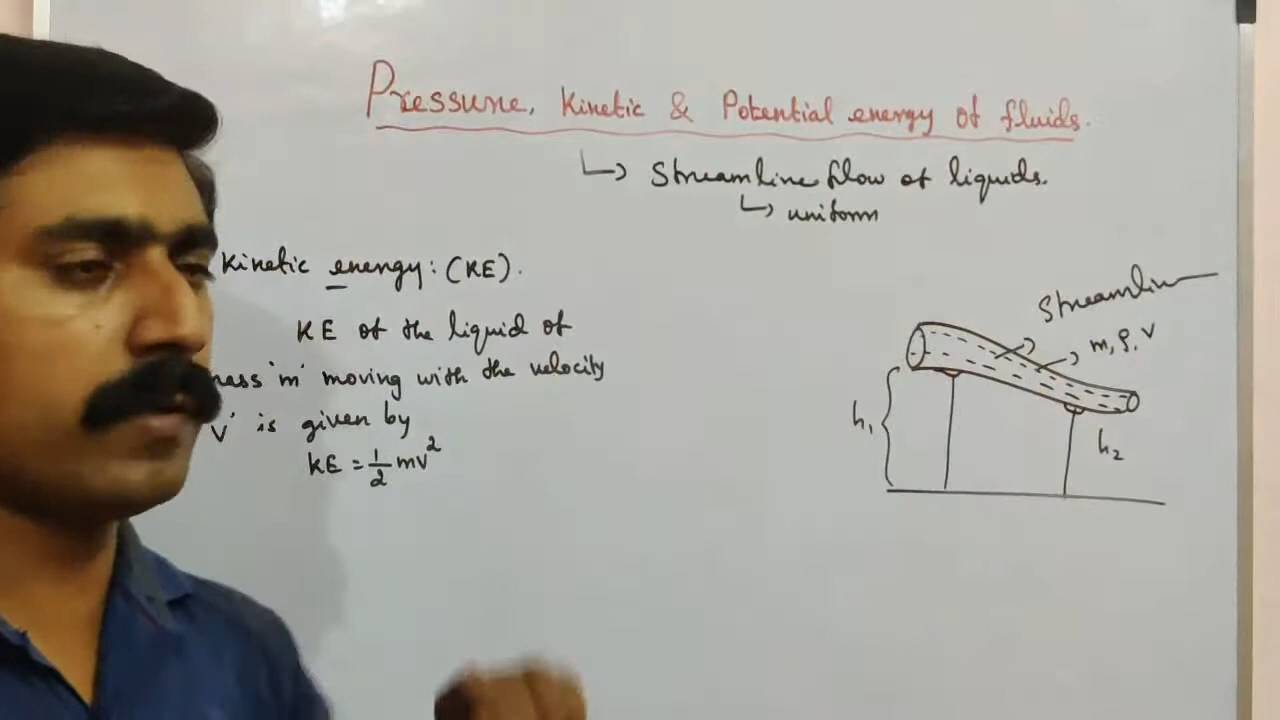 Pressure, Kinetic & Potential energy of fluids.
↳ Streamline flow of liquids.
↳ uniform
Kinetic energy: (KE).
KE of the liquid of
mass 'm' moving with the velocity
'v' is given by
KE = 1/2 mv²
Streamlin
m, ρ, V
h₁
h₂